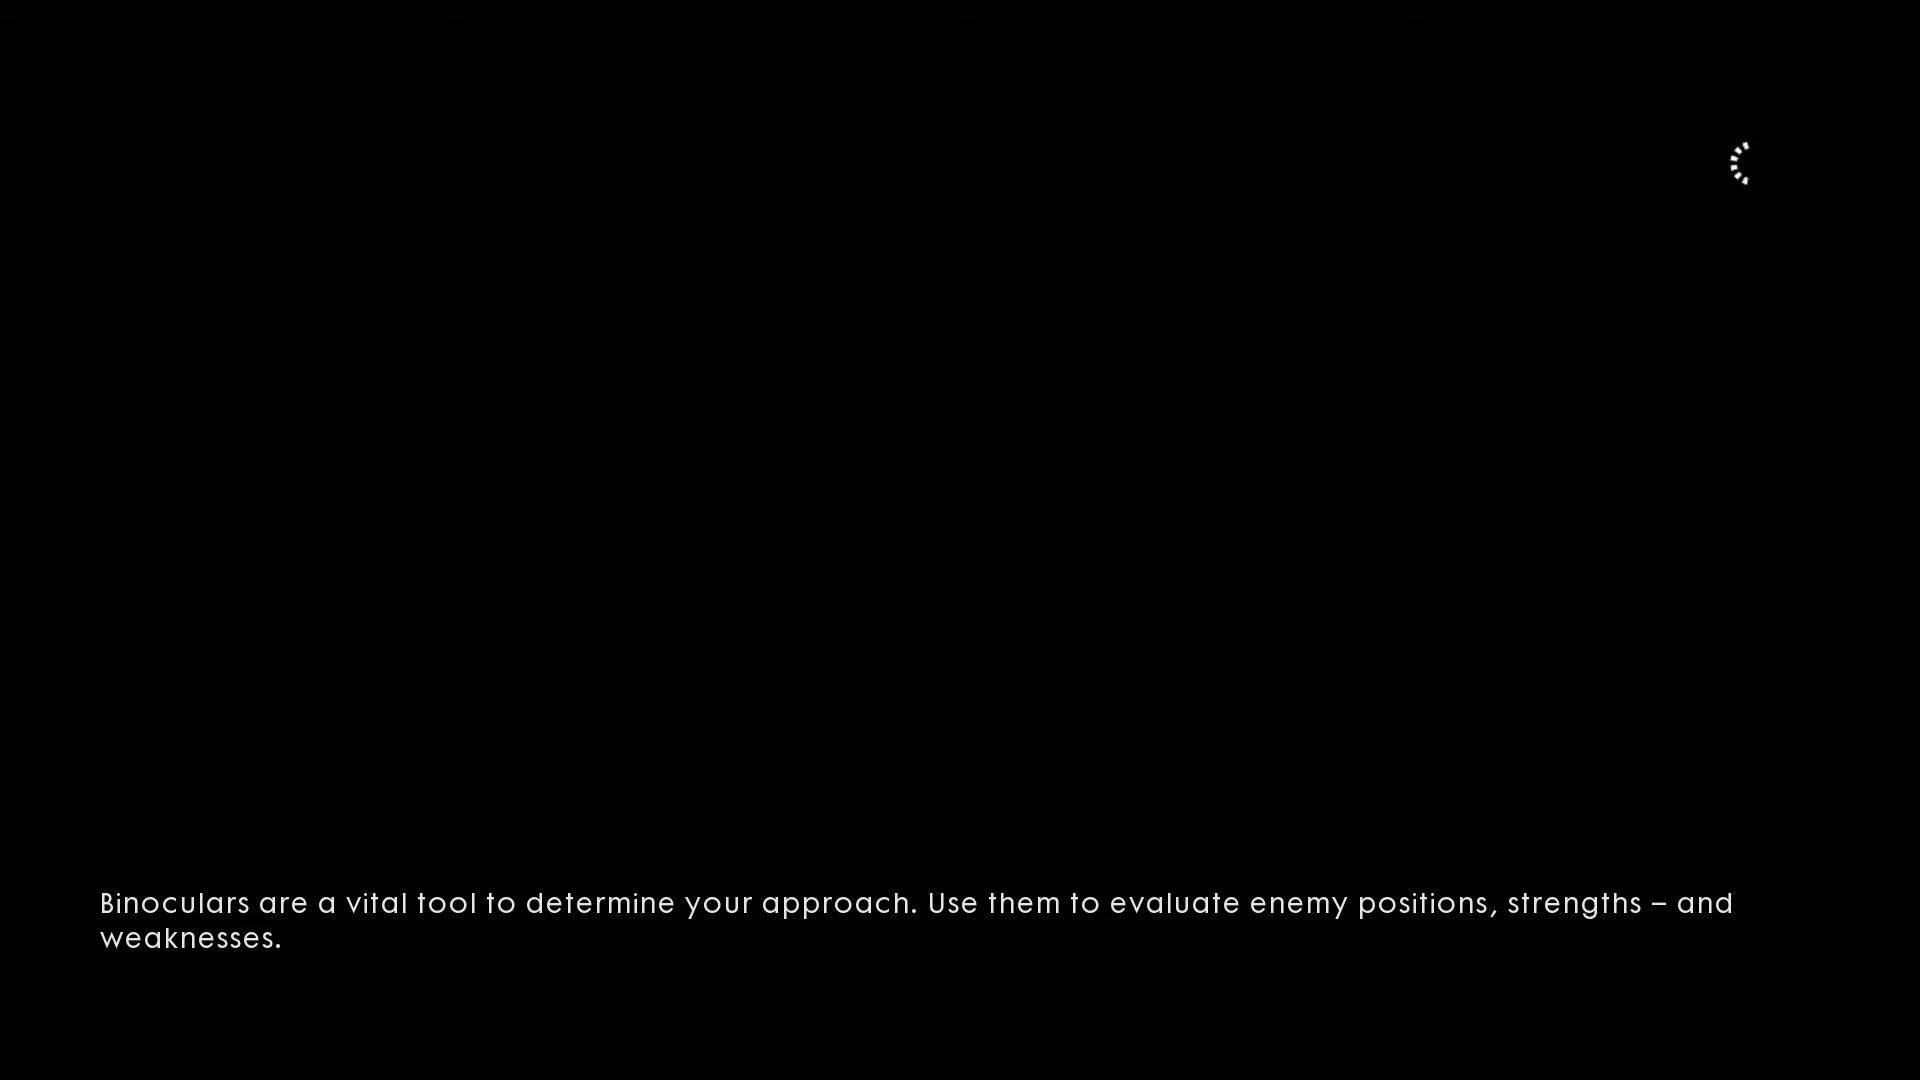 Binoculars are a vital tool to determine your approach. Use them to evaluate enemy positions, strengths – and
weaknesses.